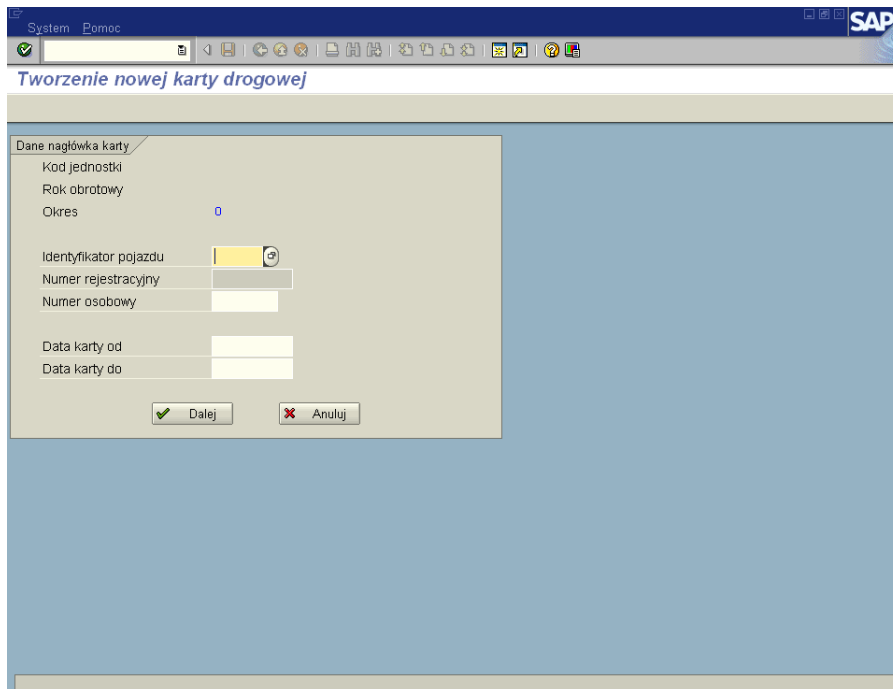 System Pomoc
SAP
Tworzenie nowej karty drogowej
Dane nagłówka karty
Kod jednostki
Rok obrotowy
Okres 0
Identyfikator pojazdu
Numer rejestracyjny
Numer osobowy
Data karty od
Data karty do
Dalej Anuluj